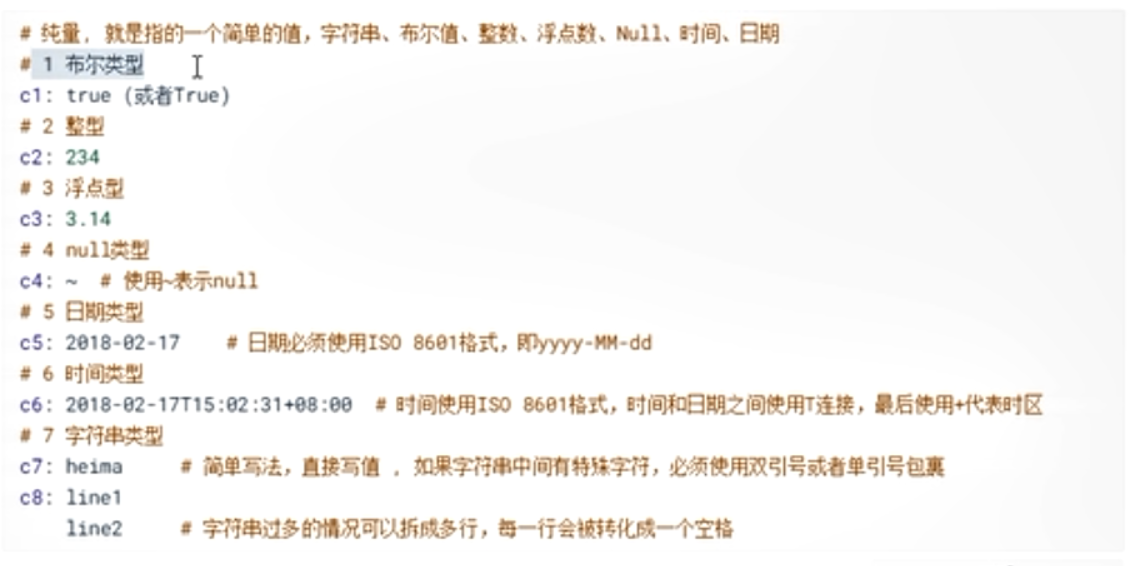 # 纯量, 就是指的一个简单的值，字符串、布尔值、整数、浮点数、Null、时间、日期
# 1 布尔类型
c1: true (或者True)
# 2 整型
c2: 234
# 3 浮点型
c3: 3.14
# 4 null类型
c4: ~  # 使用~表示null
# 5 日期类型
c5: 2018-02-17    # 日期必须使用ISO 8601格式，即yyyy-MM-dd
# 6 时间类型
c6: 2018-02-17T15:02:31+08:00  # 时间使用ISO 8601格式，时间和日期之间使用T连接，最后使用+代表时区
# 7 字符串类型
c7: heima     # 简单写法，直接写值 , 如果字符串中间有特殊字符，必须使用双引号或者单引号包裹
c8: line1
    line2     # 字符串过多的情况可以拆成多行，每一行会被转化成一个空格